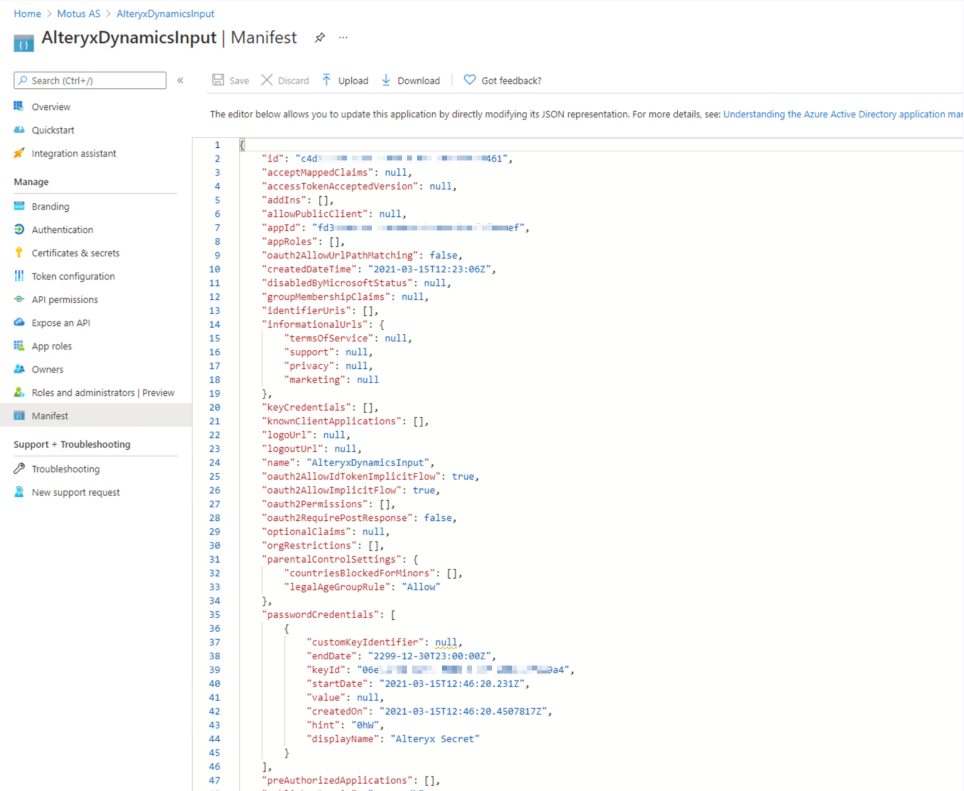 Home > Motus AS > AlteryxDynamicsInput
AlteryxDynamicsInput | Manifest
Search (Ctrl+/)
«
Save Discard Upload Download Got feedback?
Overview
Quickstart
Integration assistant
Manage
Branding
Authentication
Certificates & secrets
Token configuration
API permissions
Expose an API
App roles
Owners
Roles and administrators | Preview
Manifest
Support + Troubleshooting
Troubleshooting
New support request
The editor below allows you to update this application by directly modifying its JSON representation. For more details, see: Understanding the Azure Active Directory application
1 {
2 "id": "c4d 461",
3 "acceptMappedClaims": null,
4 "accessTokenAcceptedVersion": null,
5 "addIns": [],
6 "allowPublicClient": null,
7 "appId": "fd3 ef",
8 "appRoles": [],
9 "oauth2AllowUrlPathMatching": false,
10 "createdDateTime": "2021-03-15T12:23:06Z",
11 "disabledByMicrosoftStatus": null,
12 "groupMembershipClaims": null,
13 "identifierUris": [],
14 "informationalUrls": {
15 "termsOfService": null,
16 "support": null,
17 "privacy": null,
18 "marketing": null
19 },
20 "keyCredentials": [],
21 "knownClientApplications": [],
22 "logoUrl": null,
23 "logoutUrl": null,
24 "name": "AlteryxDynamicsInput",
25 "oauth2AllowIdTokenImplicitFlow": true,
26 "oauth2AllowImplicitFlow": true,
27 "oauth2Permissions": [],
28 "oauth2RequirePostResponse": false,
29 "optionalClaims": null,
30 "orgRestrictions": [],
31 "parentalControlSettings": {
32 "countriesBlockedForMinors": [],
33 "legalAgeGroupRule": "Allow"
34 },
35 "passwordCredentials": [
36 {
37 "customKeyIdentifier": null,
38 "endDate": "2299-12-30T23:00:00Z",
39 "keyId": "06e 9a4",
40 "startDate": "2021-03-15T12:46:20.231Z",
41 "value": null,
42 "createdOn": "2021-03-15T12:46:20.4507817Z",
43 "hint": "0hW",
44 "displayName": "Alteryx Secret"
45 }
46 ],
47 "preAuthorizedApplications": [],